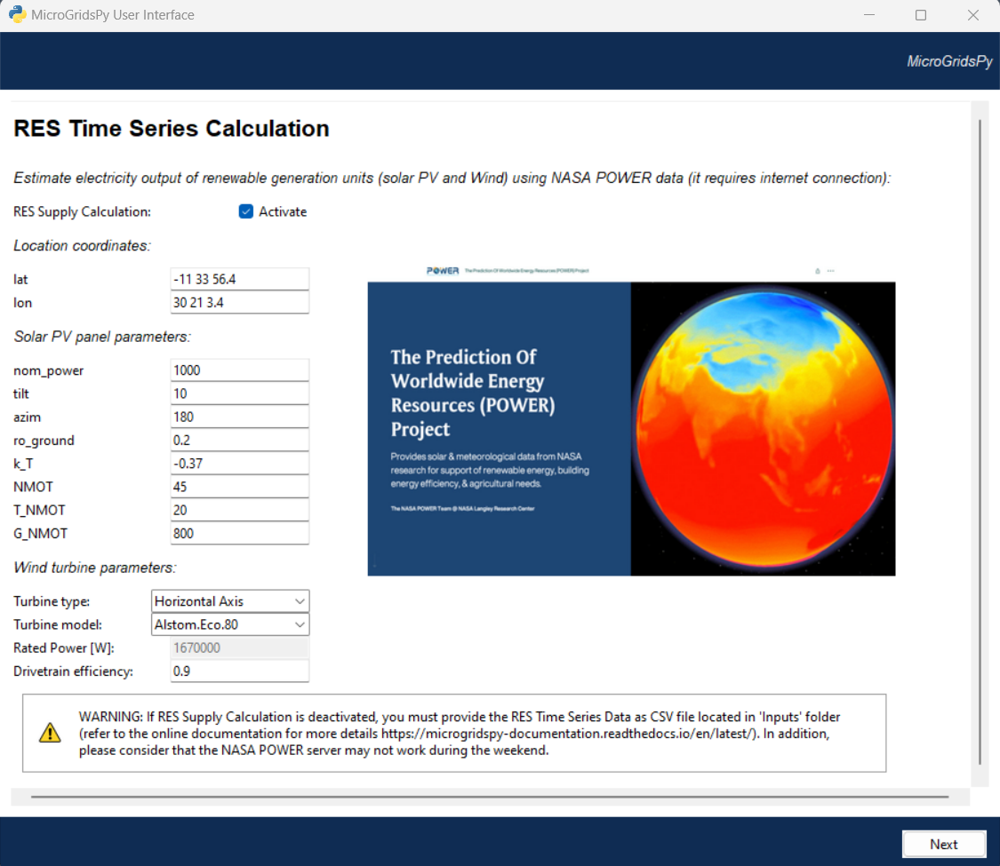 MicroGridsPy User Interface
MicroGridsPy
RES Time Series Calculation
Estimate electricity output of renewable generation units (solar PV and Wind) using NASA POWER data (it requires internet connection):
RES Supply Calculation: Activate
Location coordinates:
lat -11 33 56.4
lon 30 21 3.4
POWER The Prediction Of Worldwide Energy Resources (POWER) Project
Solar PV panel parameters:
nom_power 1000
tilt 10
azim 180
ro_ground 0.2
k_T -0.37
NMOT 45
T_NMOT 20
G_NMOT 800
The Prediction Of
Worldwide Energy
Resources (POWER)
Project
Provides solar & meteorological data from NASA
research for support of renewable energy, building
energy efficiency, & agricultural needs.
The NASA POWER Team @ NASA Langley Research Center
Wind turbine parameters:
Turbine type: Horizontal Axis
Turbine model: Alstom.Eco.80
Rated Power [W]: 1670000
Drivetrain efficiency: 0.9
WARNING: If RES Supply Calculation is deactivated, you must provide the RES Time Series Data as CSV file located in 'Inputs' folder
(refer to the online documentation for more details https://microgridspy-documentation.readthedocs.io/en/latest/). In addition,
please consider that the NASA POWER server may not work during the weekend.
Next